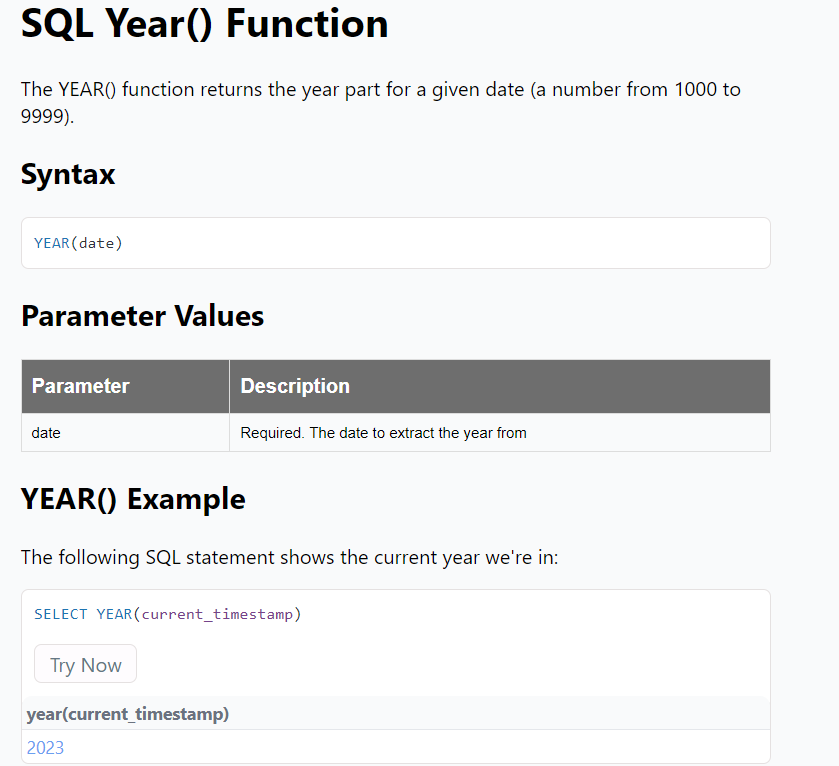 SQL Year() Function
The YEAR() function returns the year part for a given date (a number from 1000 to
9999).
Syntax
YEAR(date)
Parameter Values
Parameter Description
date Required. The date to extract the year from
YEAR() Example
The following SQL statement shows the current year we're in:
SELECT YEAR(current_timestamp)
Try Now
year(current_timestamp)
2023